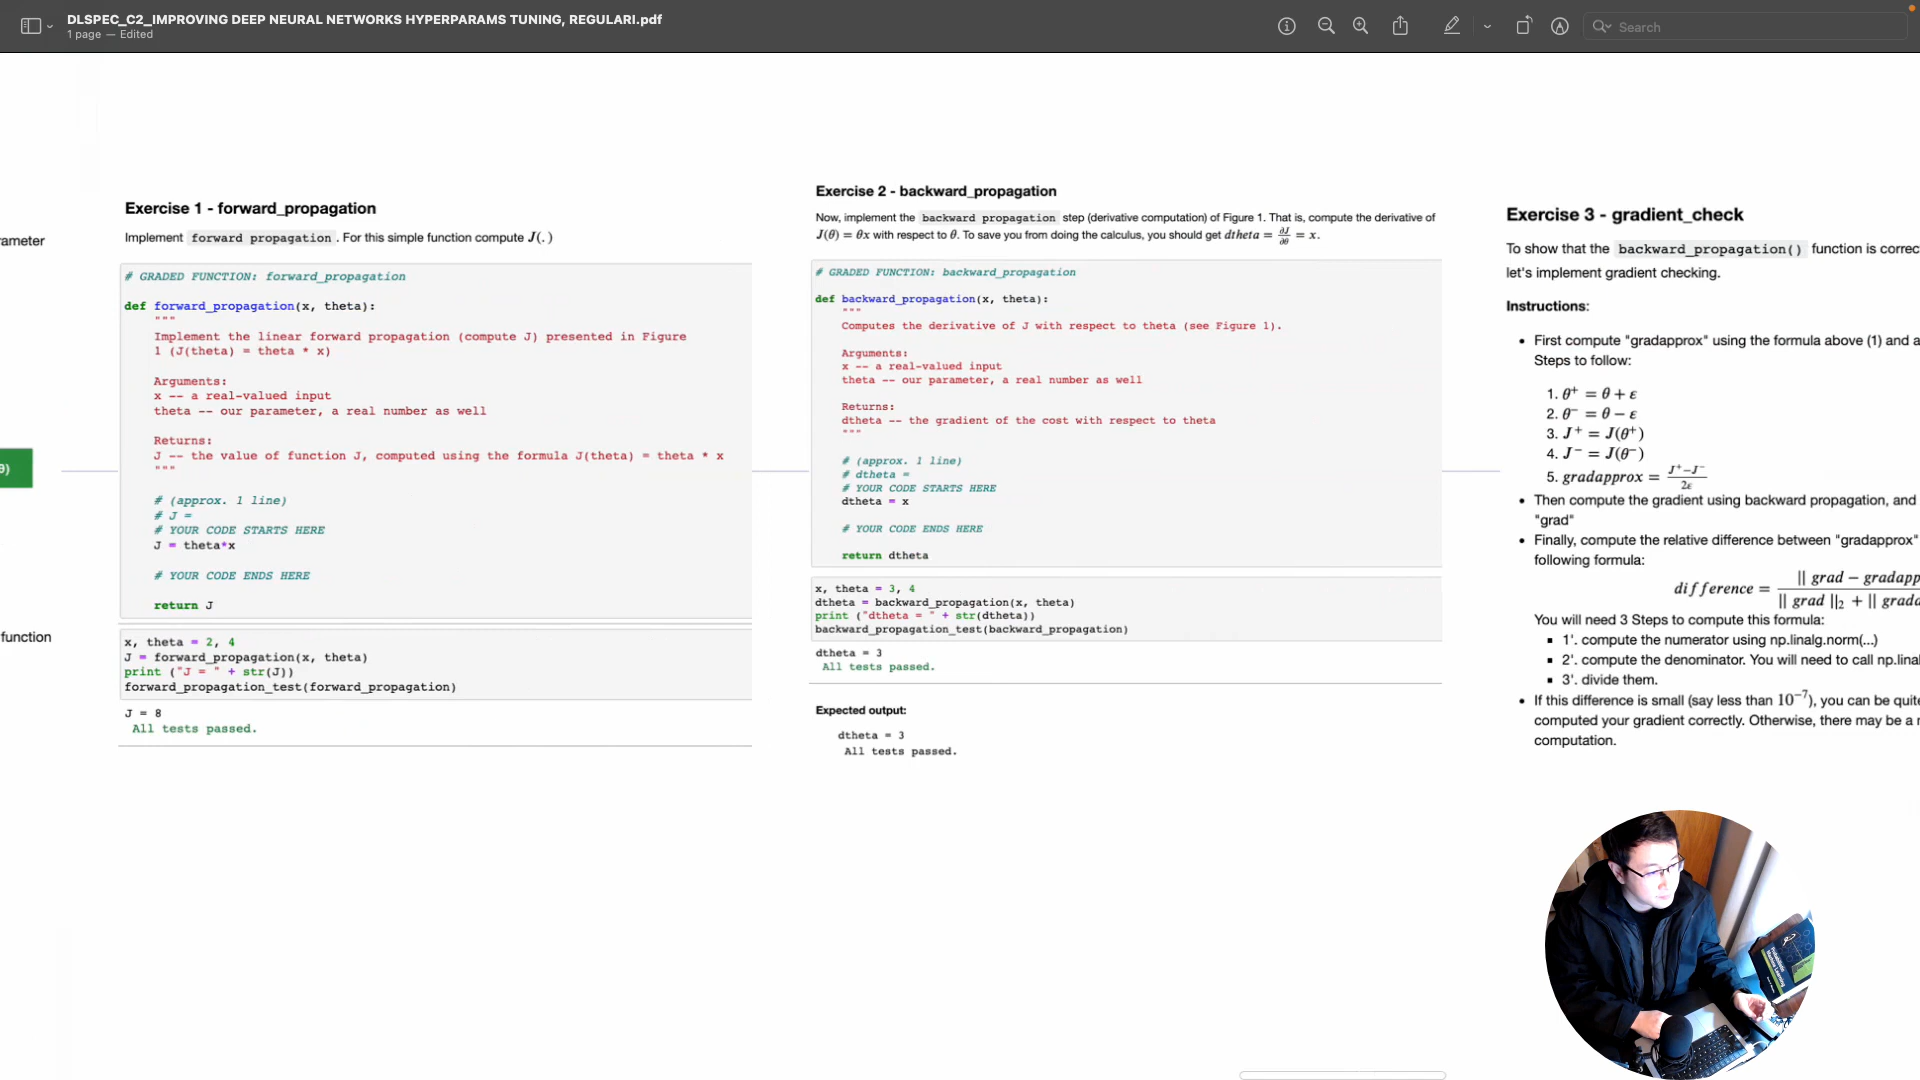 DLSPEC_C2_IMPROVING DEEP NEURAL NETWORKS HYPERPARAMS TUNING, REGULARI.pdf
1 page — Edited
Search
ameter
θ)
function
Exercise 1 - forward_propagation
Implement forward propagation . For this simple function compute J(.)
# GRADED FUNCTION: forward_propagation
def forward_propagation(x, theta):
"""
Implement the linear forward propagation (compute J) presented in Figure
1 (J(theta) = theta * x)
Arguments:
x -- a real-valued input
theta -- our parameter, a real number as well
Returns:
J -- the value of function J, computed using the formula J(theta) = theta * x
"""
# (approx. 1 line)
# J =
# YOUR CODE STARTS HERE
J = theta*x
# YOUR CODE ENDS HERE
return J
x, theta = 2, 4
J = forward_propagation(x, theta)
print ("J = " + str(J))
forward_propagation_test(forward_propagation)
J = 8
All tests passed.
Exercise 2 - backward_propagation
Now, implement the backward propagation step (derivative computation) of Figure 1. That is, compute the derivative of
J(θ) = θx with respect to θ. To save you from doing the calculus, you should get dtheta = ∂J/∂θ = x.
# GRADED FUNCTION: backward_propagation
def backward_propagation(x, theta):
"""
Computes the derivative of J with respect to theta (see Figure 1).
Arguments:
x -- a real-valued input
theta -- our parameter, a real number as well
Returns:
dtheta -- the gradient of the cost with respect to theta
"""
# (approx. 1 line)
# dtheta =
# YOUR CODE STARTS HERE
dtheta = x
# YOUR CODE ENDS HERE
return dtheta
x, theta = 3, 4
dtheta = backward_propagation(x, theta)
print ("dtheta = " + str(dtheta))
backward_propagation_test(backward_propagation)
dtheta = 3
All tests passed.
Expected output:
dtheta = 3
All tests passed.
Exercise 3 - gradient_check
To show that the backward_propagation() function is correc
let's implement gradient checking.
Instructions:
• First compute "gradapprox" using the formula above (1) and a
Steps to follow:
1. θ⁺ = θ + ε
2. θ⁻ = θ − ε
3. J⁺ = J(θ⁺)
4. J⁻ = J(θ⁻)
5. gradapprox = (J⁺−J⁻)/2ε
• Then compute the gradient using backward propagation, and
"grad"
• Finally, compute the relative difference between "gradapprox"
following formula:
difference = || grad − gradapp / || grad ||₂ + || grada
You will need 3 Steps to compute this formula:
▪ 1'. compute the numerator using np.linalg.norm(...)
▪ 2'. compute the denominator. You will need to call np.linal
▪ 3'. divide them.
• If this difference is small (say less than 10⁻⁷), you can be quite
computed your gradient correctly. Otherwise, there may be a
computation.